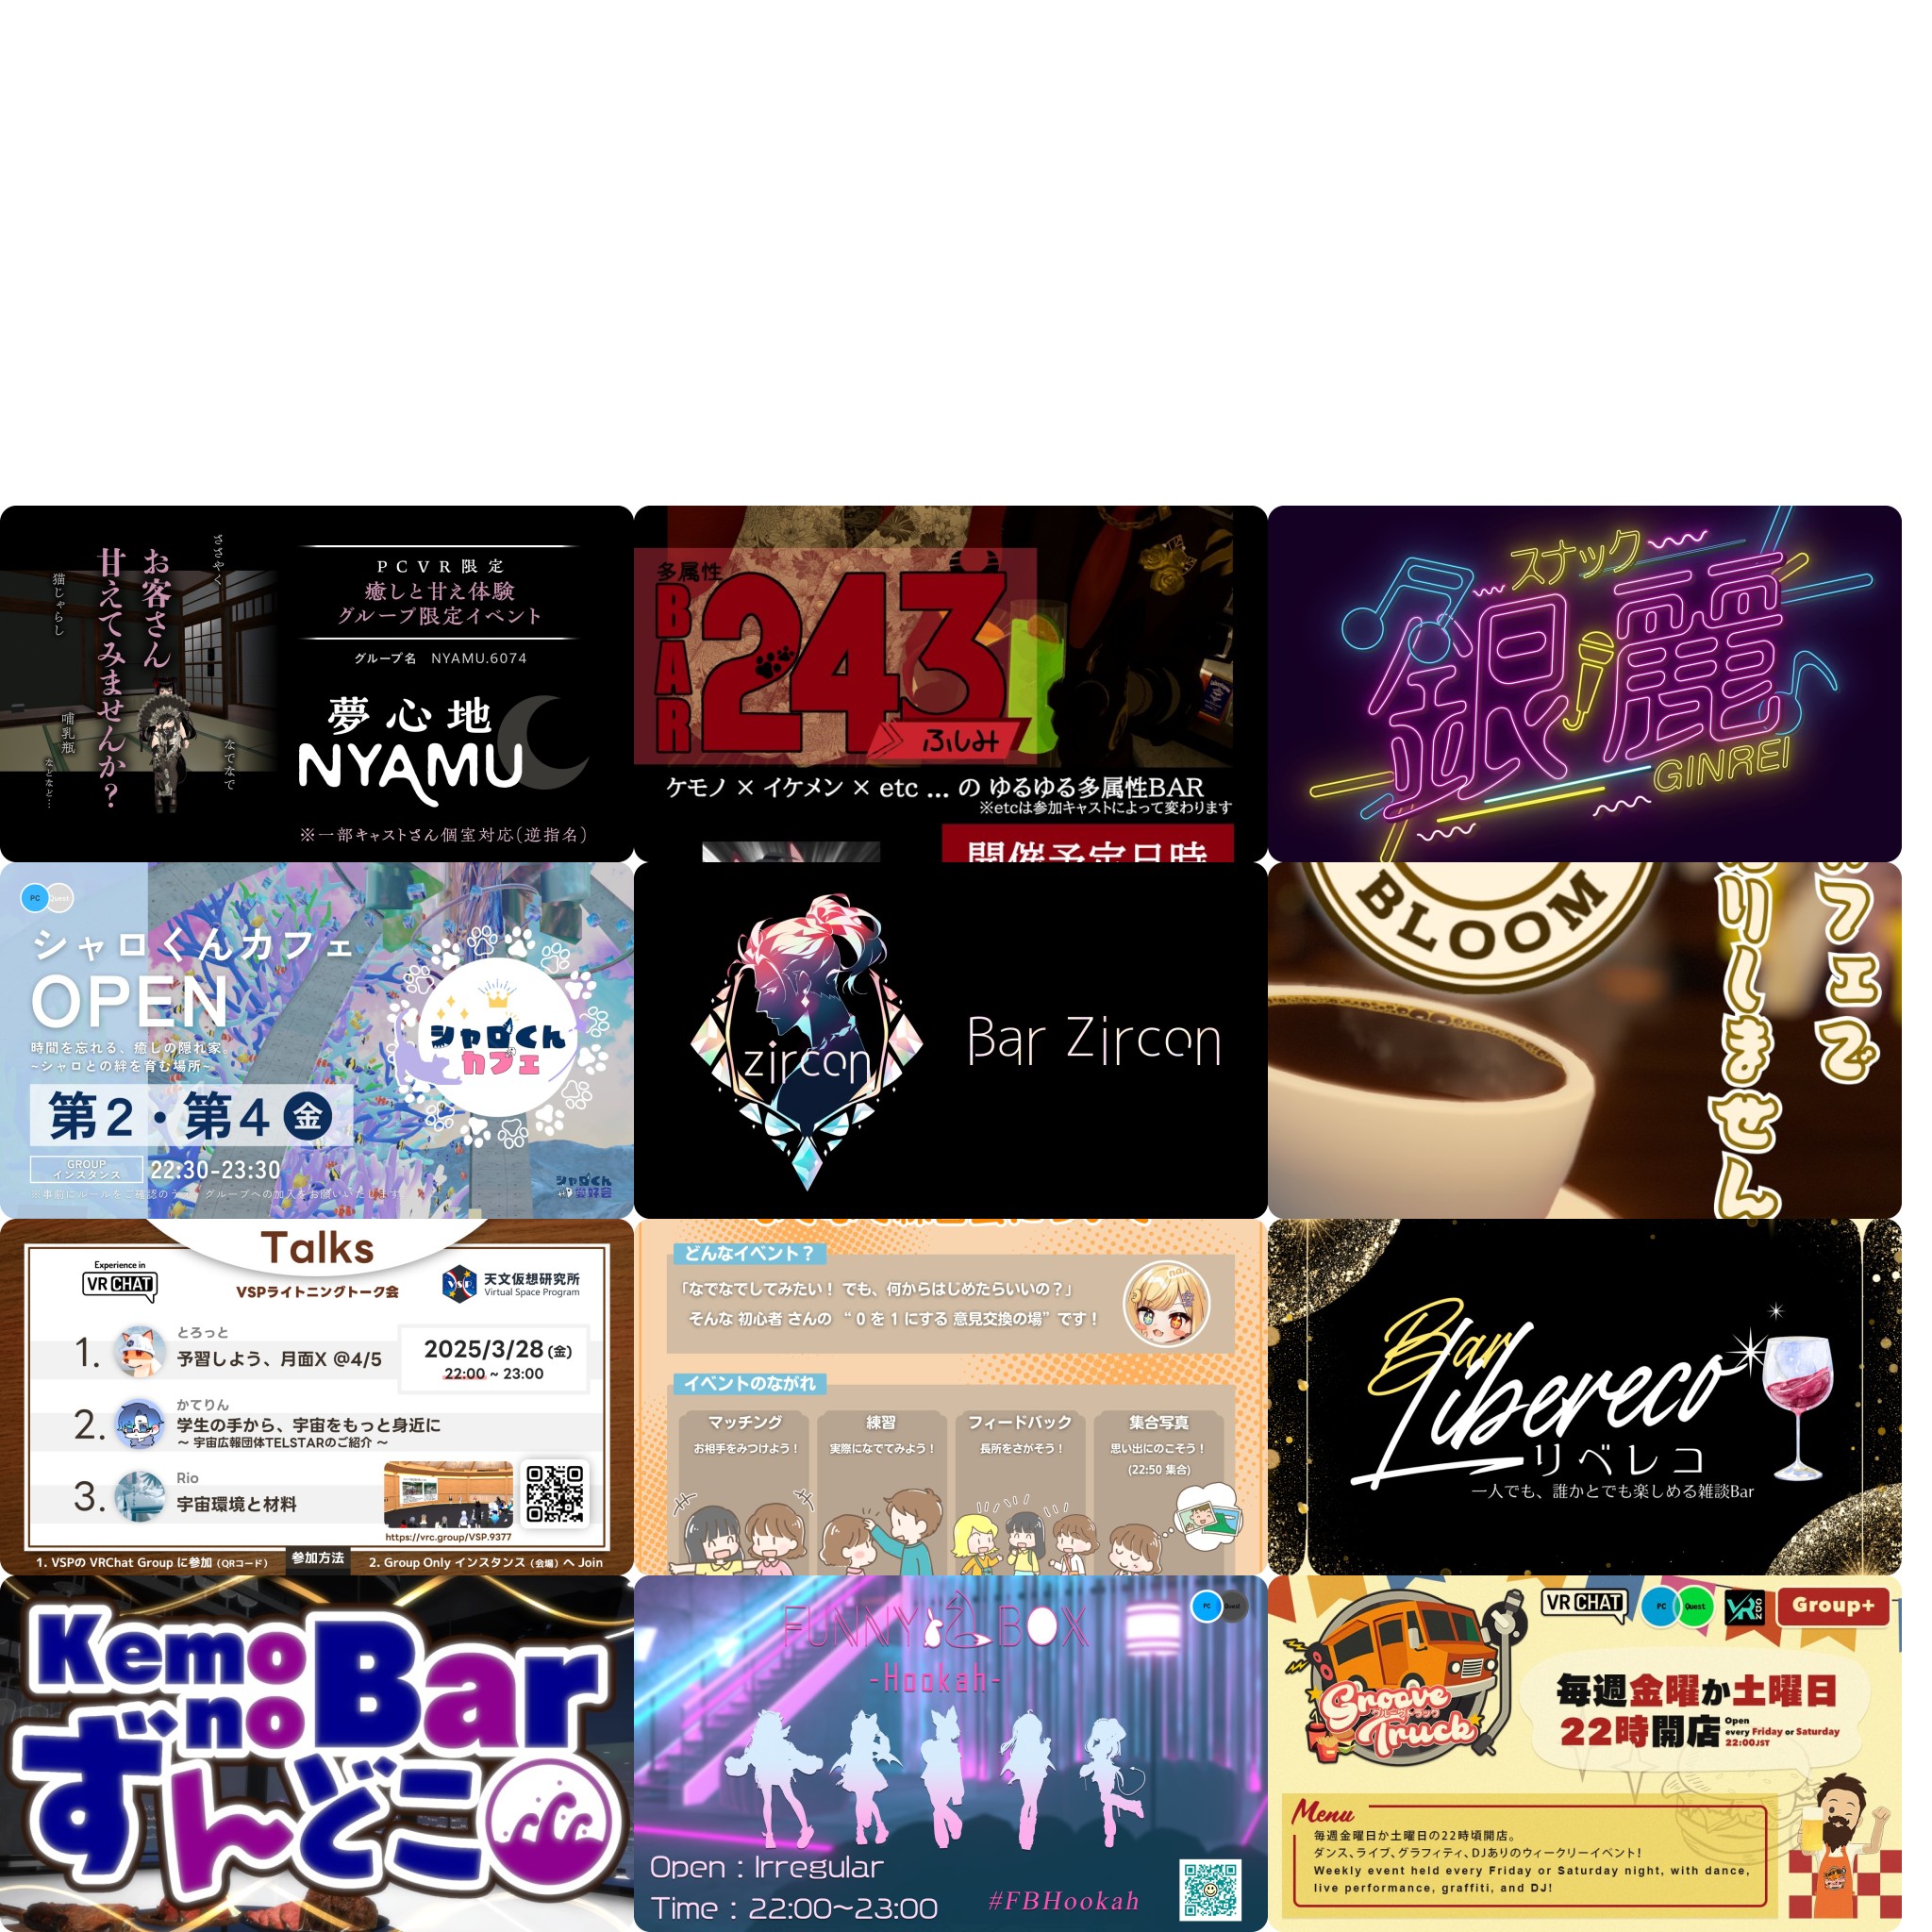 ささやく
お客さん
甘えてみませんか？
猫じゃらし
哺乳瓶
なでなで
などなど…
PCVR限定
癒しと甘え体験
グループ限定イベント
グループ名 NYAMU.6074
夢心地
NYAMU
※一部キャストさん個室対応(逆指名)
多属性
BAR
243
ふしみ
ケモノ × イケメン × etc ... の ゆるゆる多属性BAR
※etcは参加キャストによって変わります
開催予定日時
スナック
銀麗
GINREI
PC Quest
シャロくんカフェ
OPEN
時間を忘れる、癒しの隠れ家。
~シャロとの絆を育む場所~
第2・第4 金
GROUP
インスタンス
22:30-23:30
※事前にルールをご確認のうえ、グループへの加入をお願いいたします
シャロくん
カフェ
シャロくん
愛好会
zircon
Bar Zircon
BLOOM
フェで
りしません
Talks
Experience in
VRCHAT
VSPライトニングトーク会
VSP
天文仮想研究所
Virtual Space Program
1. とろっと
予習しよう、月面X @4/5
2025/3/28 (金)
22:00 ~ 23:00
2. かてりん
学生の手から、宇宙をもっと身近に
～ 宇宙広報団体TELSTARのご紹介 ～
3. Rio
宇宙環境と材料
https://vrc.group/VSP.9377
1. VSPの VRChat Group に参加 (QRコード)
参加方法
2. Group Only インスタンス (会場) へ Join
どんなイベント？
「なでなでしてみたい！ でも、何からはじめたらいいの？」
そんな 初心者 さんの “ 0 を 1 にする 意見交換の場” です！
イベントのながれ
マッチング
お相手をみつけよう！
練習
実際になでてみよう！
フィードバック
長所をさがそう！
集合写真
思い出にのこそう！
(22:50 集合)
Bar
Libereco
リベレコ
一人でも、誰かとでも楽しめる雑談Bar
Kemo
no
Bar
ずんどこ
FUNNY BOX
-Hookah-
PC Quest
Open : Irregular
Time : 22:00~23:00
#FBHookah
Groove
グルーヴトラック
Truck
VRCHAT
PC Quest
Group+
毎週金曜か土曜日
22時開店
Open
every Friday or Saturday
22:00JST
Menu
毎週金曜日か土曜日の22時頃開店。
ダンス、ライブ、グラフィティ、DJありのウィークリーイベント！
Weekly event held every Friday or Saturday night, with dance,
live performance, graffiti, and DJ!